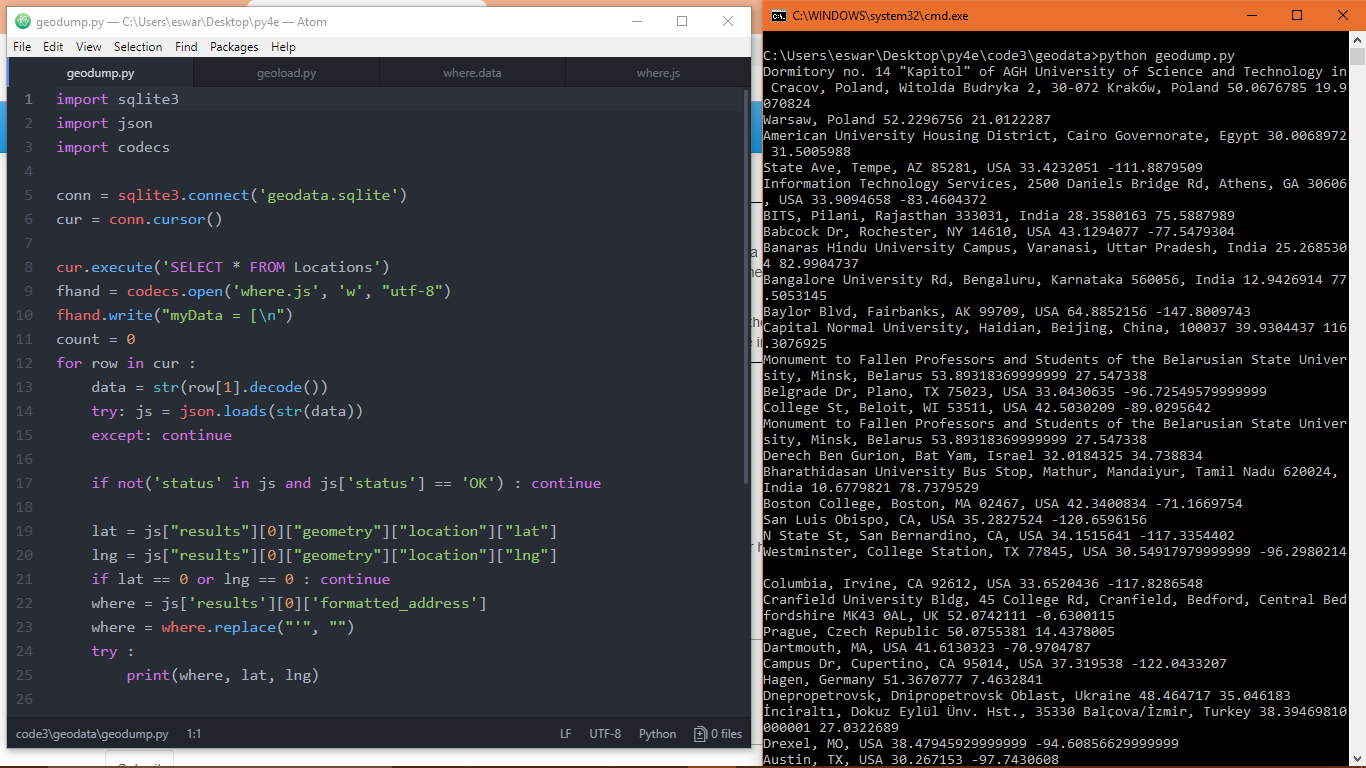 geodump.py — C:\Users\eswar\Desktop\py4e — Atom
File Edit View Selection Find Packages Help
geodump.py geoload.py where.data where.js
1 import sqlite3
2 import json
3 import codecs
4
5 conn = sqlite3.connect('geodata.sqlite')
6 cur = conn.cursor()
7
8 cur.execute('SELECT * FROM Locations')
9 fhand = codecs.open('where.js', 'w', "utf-8")
10 fhand.write("myData = [\n")
11 count = 0
12 for row in cur :
13 data = str(row[1].decode())
14 try: js = json.loads(str(data))
15 except: continue
16
17 if not('status' in js and js['status'] == 'OK') : continue
18
19 lat = js["results"][0]["geometry"]["location"]["lat"]
20 lng = js["results"][0]["geometry"]["location"]["lng"]
21 if lat == 0 or lng == 0 : continue
22 where = js['results'][0]['formatted_address']
23 where = where.replace("'", "")
24 try :
25 print(where, lat, lng)
26
code3\geodata\geodump.py 1:1 LF UTF-8 Python 0 files
C:\WINDOWS\system32\cmd.exe
C:\Users\eswar\Desktop\py4e\code3\geodata>python geodump.py
Dormitory no. 14 "Kapitol" of AGH University of Science and Technology in
Cracov, Poland, Witolda Budryka 2, 30-072 Kraków, Poland 50.0676785 19.9
070824
Warsaw, Poland 52.2296756 21.0122287
American University Housing District, Cairo Governorate, Egypt 30.0068972
31.5005988
State Ave, Tempe, AZ 85281, USA 33.4232051 -111.8879509
Information Technology Services, 2500 Daniels Bridge Rd, Athens, GA 30606
, USA 33.9094658 -83.4604372
BITS, Pilani, Rajasthan 333031, India 28.3580163 75.5887989
Babcock Dr, Rochester, NY 14610, USA 43.1294077 -77.5479304
Banaras Hindu University Campus, Varanasi, Uttar Pradesh, India 25.268530
4 82.9904737
Bangalore University Rd, Bengaluru, Karnataka 560056, India 12.9426914 77
.5053145
Baylor Blvd, Fairbanks, AK 99709, USA 64.8852156 -147.8009743
Capital Normal University, Haidian, Beijing, China, 100037 39.9304437 116
.3076925
Monument to Fallen Professors and Students of the Belarusian State Univer
sity, Minsk, Belarus 53.89318369999999 27.547338
Belgrade Dr, Plano, TX 75023, USA 33.0430635 -96.72549579999999
College St, Beloit, WI 53511, USA 42.5030209 -89.0295642
Monument to Fallen Professors and Students of the Belarusian State Univer
sity, Minsk, Belarus 53.89318369999999 27.547338
Derech Ben Gurion, Bat Yam, Israel 32.0184325 34.738834
Bharathidasan University Bus Stop, Mathur, Mandaiyur, Tamil Nadu 620024,
India 10.6779821 78.7379529
Boston College, Boston, MA 02467, USA 42.3400834 -71.1669754
San Luis Obispo, CA, USA 35.2827524 -120.6596156
N State St, San Bernardino, CA, USA 34.1515641 -117.3354402
Westminster, College Station, TX 77845, USA 30.54917979999999 -96.2980214

Columbia, Irvine, CA 92612, USA 33.6520436 -117.8286548
Cranfield University Bldg, 45 College Rd, Cranfield, Bedford, Central Bed
fordshire MK43 0AL, UK 52.0742111 -0.6300115
Prague, Czech Republic 50.0755381 14.4378005
Dartmouth, MA, USA 41.6130323 -70.9704787
Campus Dr, Cupertino, CA 95014, USA 37.319538 -122.0433207
Hagen, Germany 51.3670777 7.4632841
Dnepropetrovsk, Dnipropetrovsk Oblast, Ukraine 48.464717 35.046183
İnciraltı, Dokuz Eylül Ünv. Hst., 35330 Balçova/İzmir, Turkey 38.39469810
000001 27.0322689
Drexel, MO, USA 38.47945929999999 -94.60856629999999
Austin, TX, USA 30.267153 -97.7430608